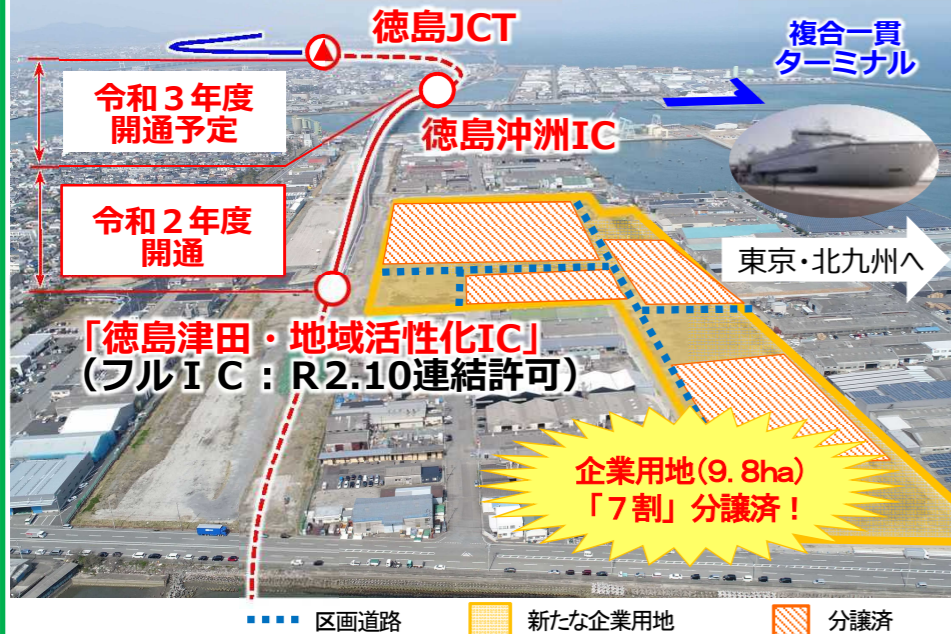 徳島JCT
複合一貫
ターミナル
令和３年度
開通予定
徳島沖洲IC
令和２年度
開通
東京・北九州へ
「徳島津田・地域活性化IC」
（フルＩＣ：R2.10連結許可）
企業用地(9.8ha)
「７割」分譲済！
区画道路
新たな企業用地
分譲済